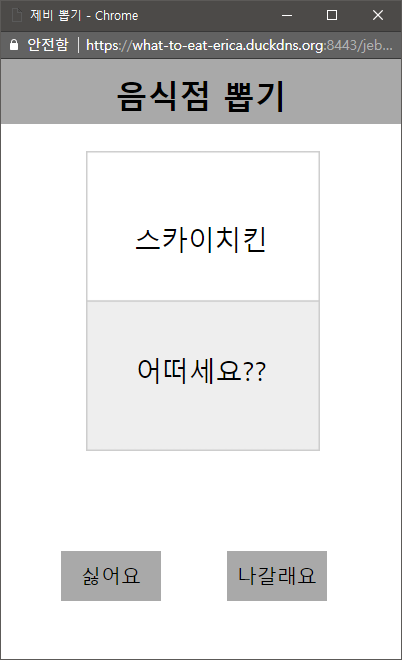 제비 뽑기 - Chrome
안전함 | https://what-to-eat-erica.duckdns.org:8443/jeb...
음식점 뽑기
스카이치킨
어떠세요??
싫어요
나갈래요